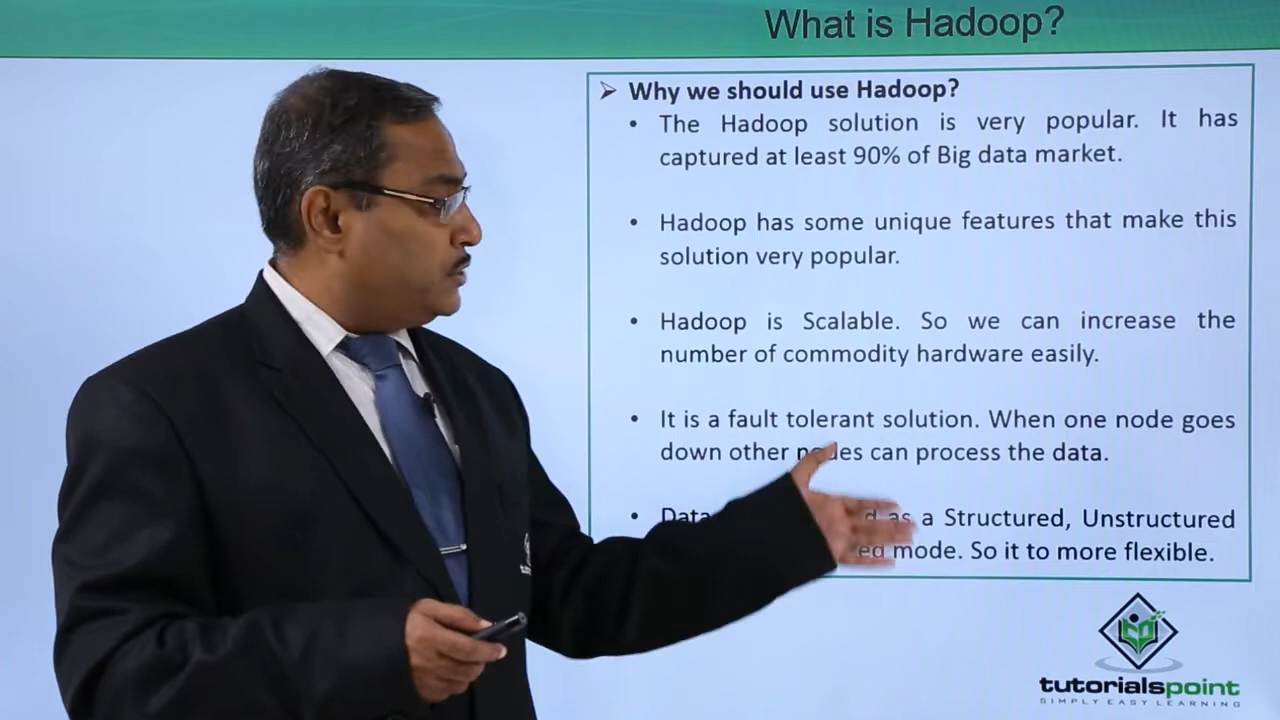 What is Hadoop?
➢ Why we should use Hadoop?
• The Hadoop solution is very popular. It has
captured at least 90% of Big data market.
• Hadoop has some unique features that make this
solution very popular.
• Hadoop is Scalable. So we can increase the
number of commodity hardware easily.
• It is a fault tolerant solution. When one node goes
down other nodes can process the data.
• Data as a Structured, Unstructured
mode. So it to more flexible.
tutorialspoint
SIMPLY EASY LEARNING